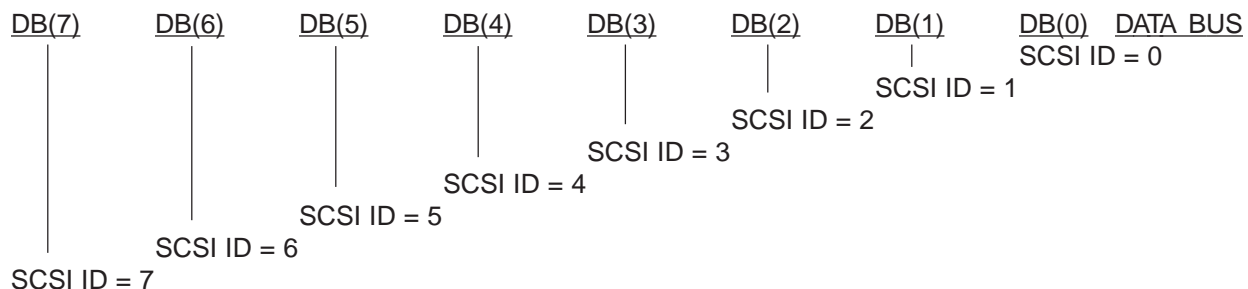 DB(7) DB(6) DB(5) DB(4) DB(3) DB(2) DB(1) DB(0) DATA BUS
SCSI ID = 0
SCSI ID = 1
SCSI ID = 2
SCSI ID = 3
SCSI ID = 4
SCSI ID = 5
SCSI ID = 6
SCSI ID = 7